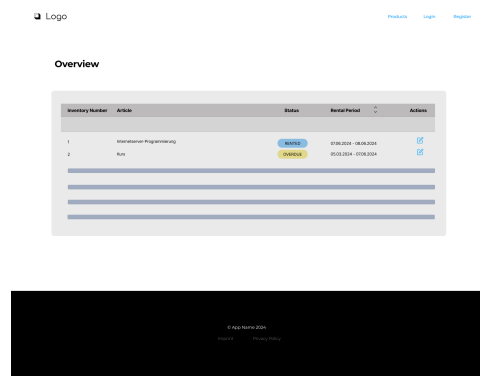 Logo
Products Login Register
Overview
Inventory Number Article Status Rental Period Actions
1 Internetserver-Programmierung RENTED 07.06.2024 - 08.06.2024
2 Kurs OVERDUE 05.03.2024 - 07.08.2024
© App Name 2024
Imprint Privacy Policy